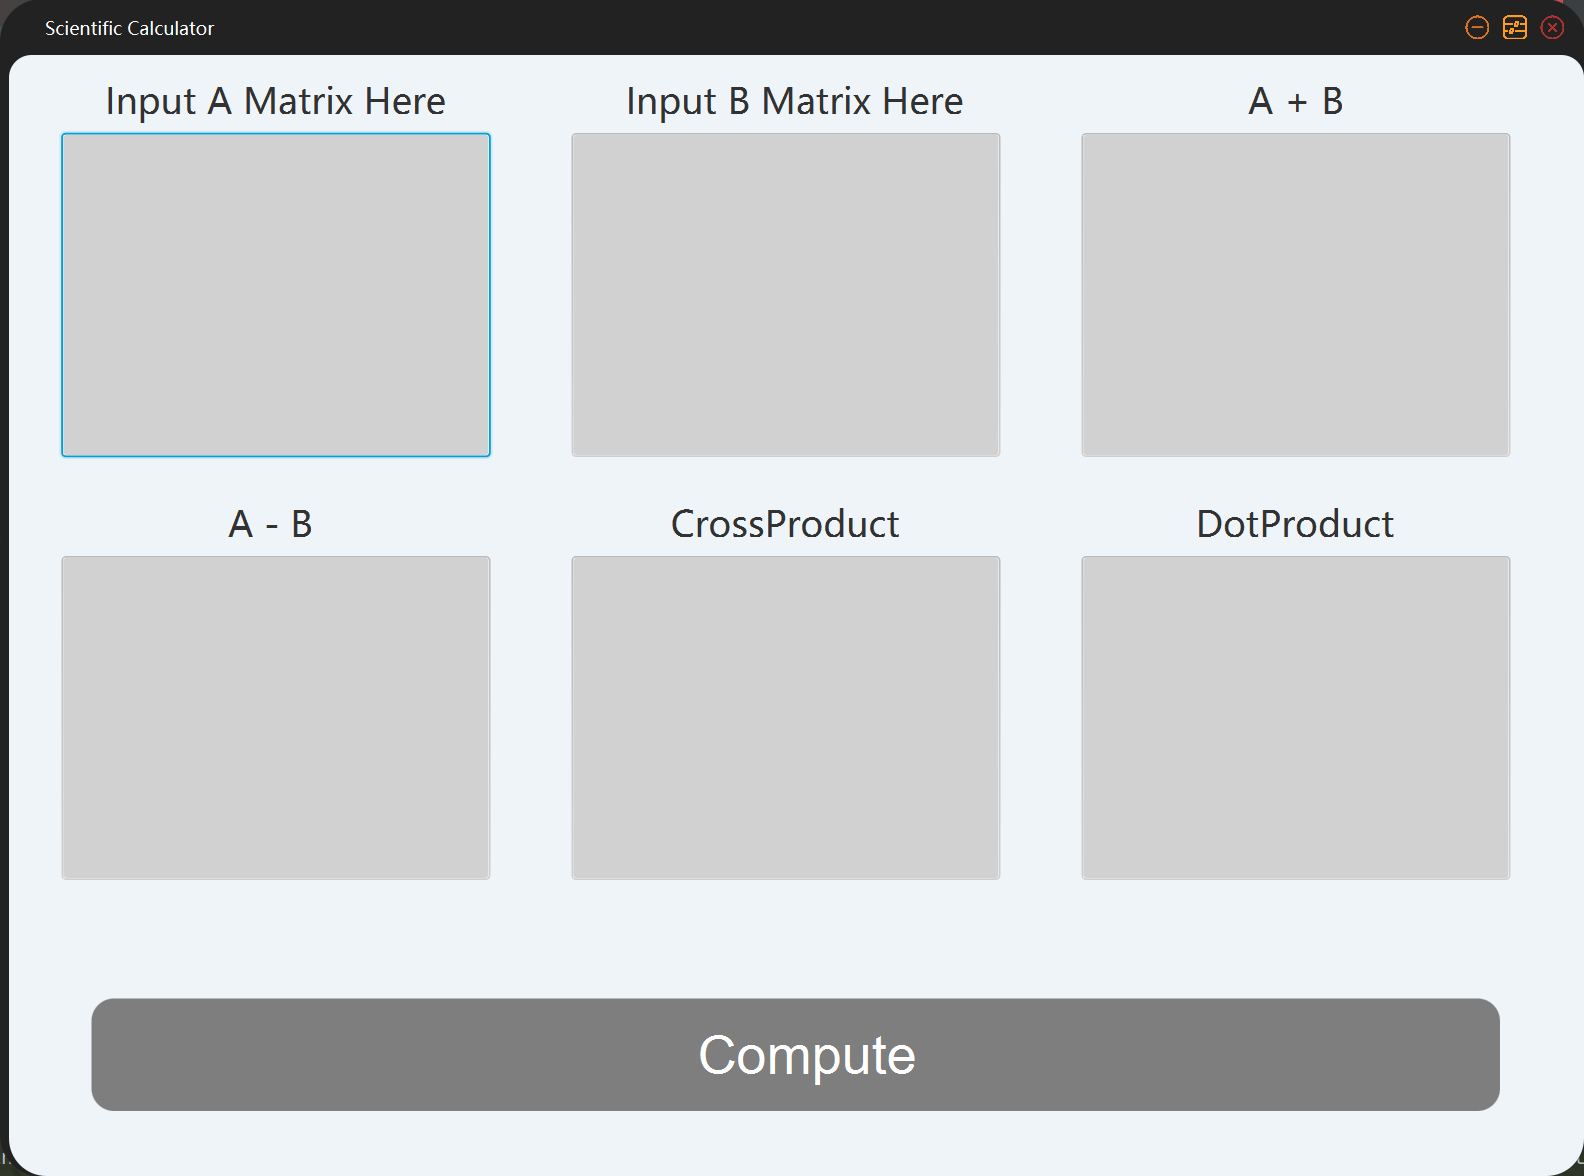 Scientific Calculator
Input A Matrix Here
Input B Matrix Here
A + B
A - B
CrossProduct
DotProduct
Compute